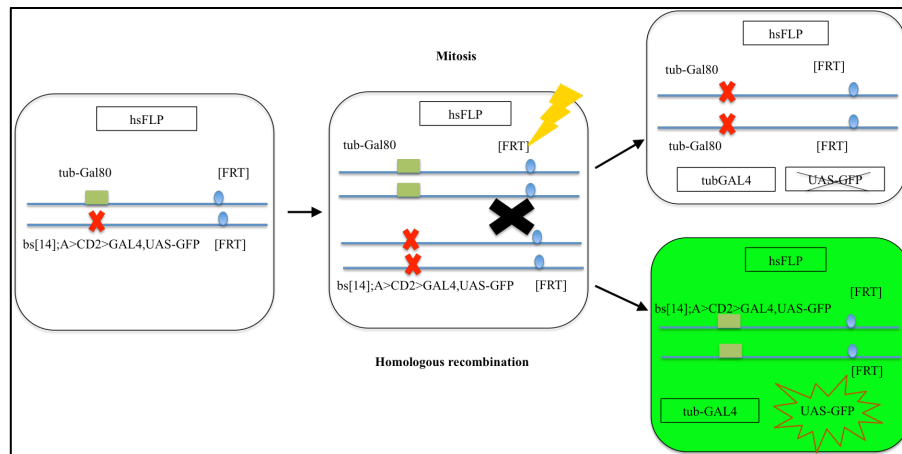 hsFLP
tub-Gal80 [FRT]
bs[14];A>CD2>GAL4,UAS-GFP [FRT]
Mitosis
hsFLP
tub-Gal80 [FRT]
bs[14];A>CD2>GAL4,UAS-GFP [FRT]
Homologous recombination
hsFLP
tub-Gal80 [FRT]
tub-Gal80 [FRT]
tubGAL4 UAS-GFP
hsFLP
[FRT]
bs[14];A>CD2>GAL4,UAS-GFP
[FRT]
tub-GAL4 UAS-GFP